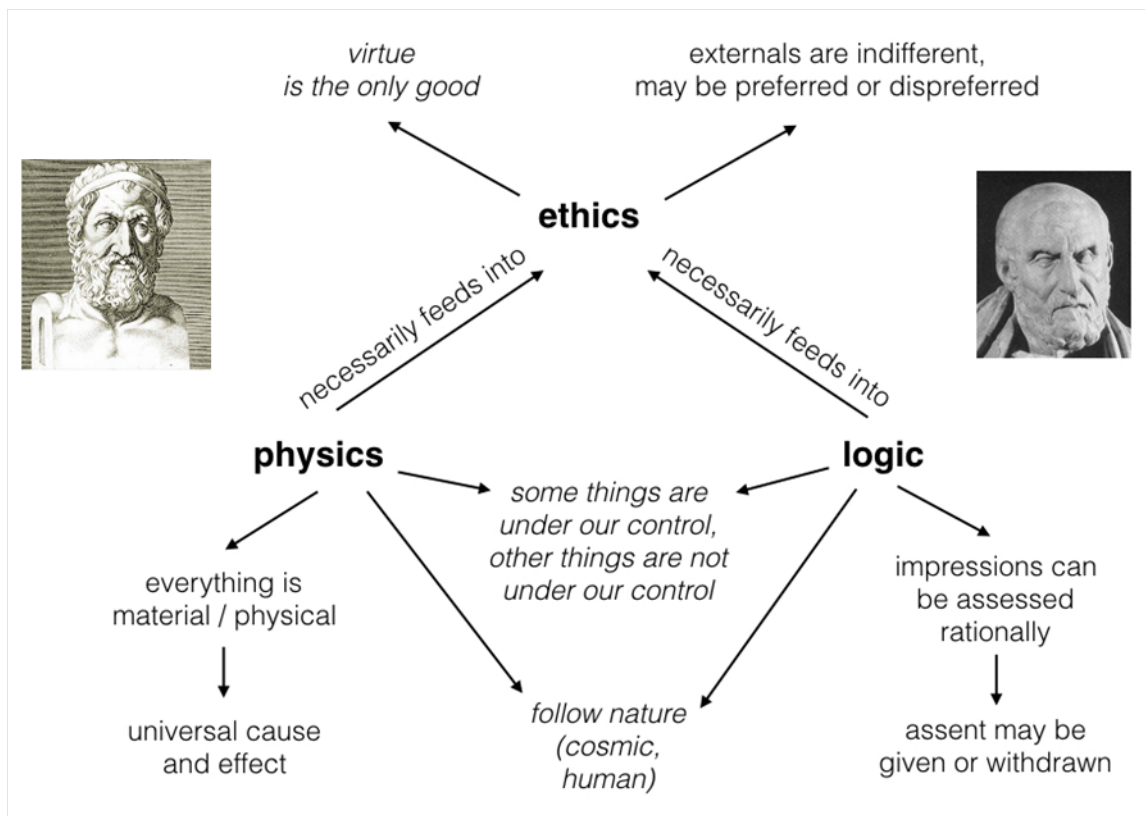 virtue
is the only good
externals are indifferent,
may be preferred or dispreferred
ethics
necessarily feeds into
necessarily feeds into
physics
logic
some things are
under our control,
other things are not
under our control
everything is
material / physical
impressions can
be assessed
rationally
universal cause
and effect
follow nature
(cosmic,
human)
assent may be
given or withdrawn